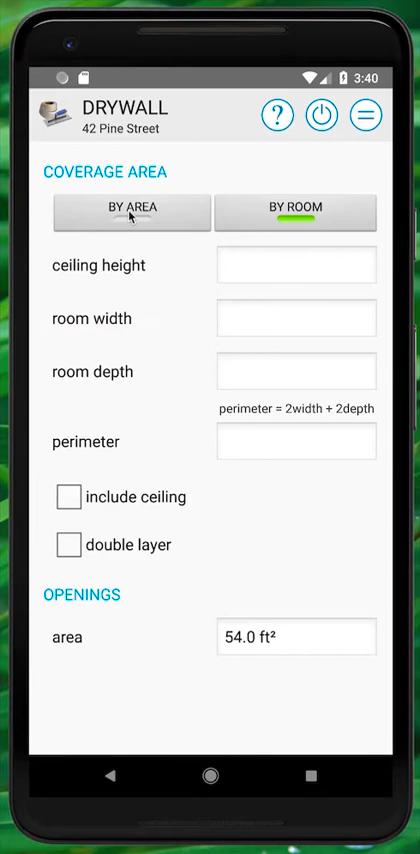 3:40
DRYWALL
42 Pine Street
?
COVERAGE AREA
BY AREA
BY ROOM
ceiling height
room width
room depth
perimeter = 2width + 2depth
perimeter
include ceiling
double layer
OPENINGS
area
54.0 ft²